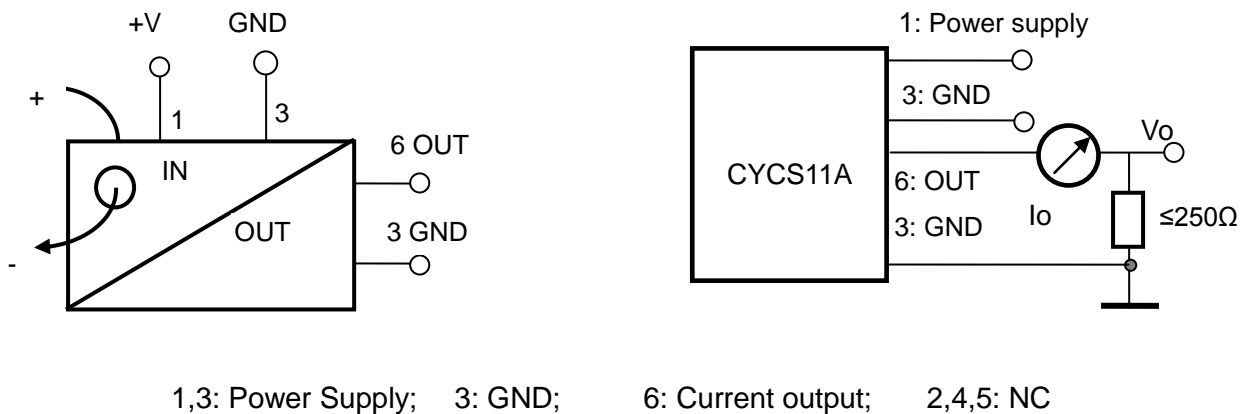 +V
GND
+
1
3
IN
OUT
-
6 OUT
3 GND
1: Power supply
3: GND
CYCS11A
6: OUT
3: GND
Io
Vo
≤250Ω
1,3: Power Supply; 3: GND; 6: Current output; 2,4,5: NC